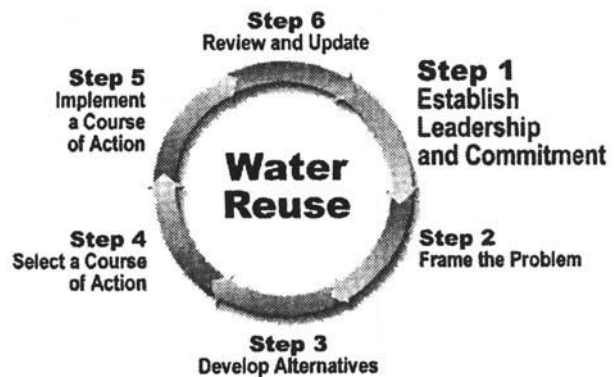 Step 6
Review and Update
Step 1
Establish
Leadership
and Commitment
Step 5
Implement
a Course
of Action
Water
Reuse
Step 4
Select a Course
of Action
Step 2
Frame the Problem
Step 3
Develop Alternatives